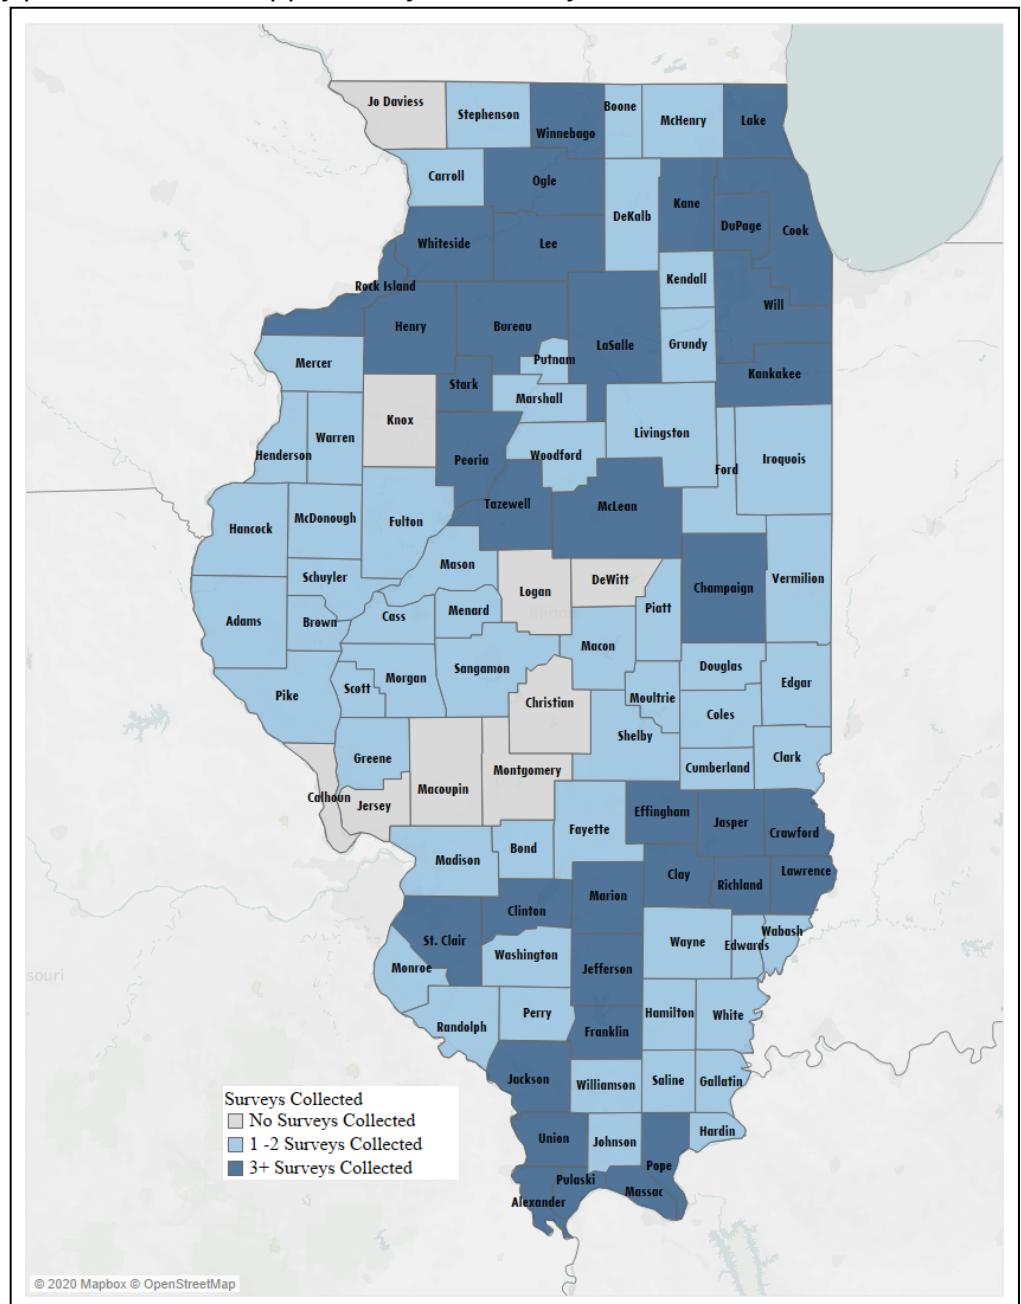 Jo Daviess
Stephenson
Winnebago
Boone
McHenry
Lake
Carroll
Ogle
DeKalb
Kane
DuPage
Cook
Whiteside
Lee
Kendall
Rock Island
Henry
Bureau
LaSalle
Will
Grundy
Mercer
Putnam
Kankakee
Stark
Marshall
Knox
Henderson
Warren
Peoria
Woodford
Livingston
Ford
Iroquois
Tazewell
McLean
Hancock
McDonough
Fulton
Mason
Logan
DeWitt
Champaign
Vermilion
Schuyler
Adams
Brown
Cass
Menard
Illinois
Piatt
Macon
Douglas
Edgar
Pike
Scott
Morgan
Sangamon
Christian
Moultrie
Coles
Shelby
Greene
Cumberland
Clark
Calhoun
Jersey
Macoupin
Montgomery
Effingham
Jasper
Crawford
Madison
Bond
Fayette
Clay
Richland
Lawrence
Marion
Clinton
St. Clair
Wayne
Edwards
Wabash
Washington
Monroe
souri
Jefferson
Randolph
Perry
Hamilton
White
Franklin
Jackson
Williamson
Saline
Gallatin
Union
Johnson
Hardin
Pope
Pulaski
Massac
Alexander
Surveys Collected
No Surveys Collected
1 -2 Surveys Collected
3+ Surveys Collected
© 2020 Mapbox © OpenStreetMap